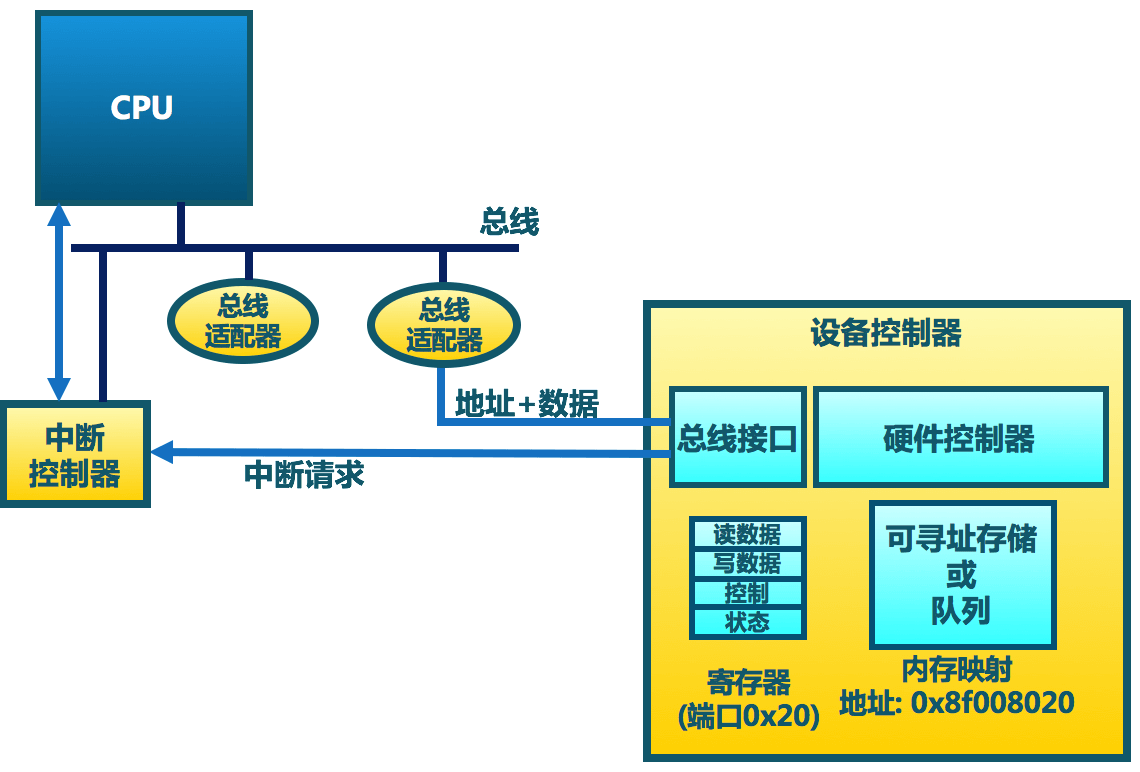 CPU
总线
总线
适配器
总线
适配器
地址+数据
中断
控制器
中断请求
设备控制器
总线接口
硬件控制器
读数据
写数据
控制
状态
寄存器
(端口0x20)
可寻址存储
或
队列
内存映射
地址: 0x8f008020